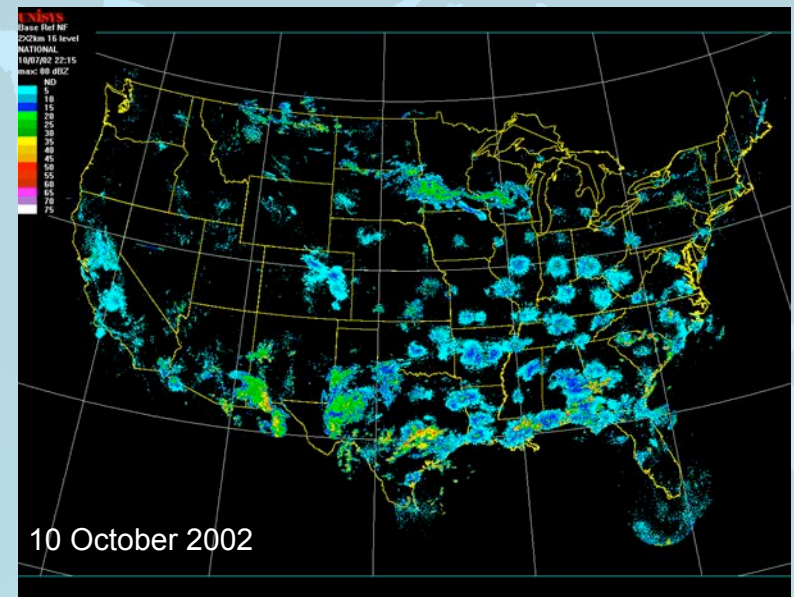 UNISYS
Base Ref NF
2X2km 16 level
NATIONAL
10/07/02 22:15
max: 80 dBZ
ND
5
10
15
20
25
30
35
40
45
50
55
60
65
70
75
10 October 2002